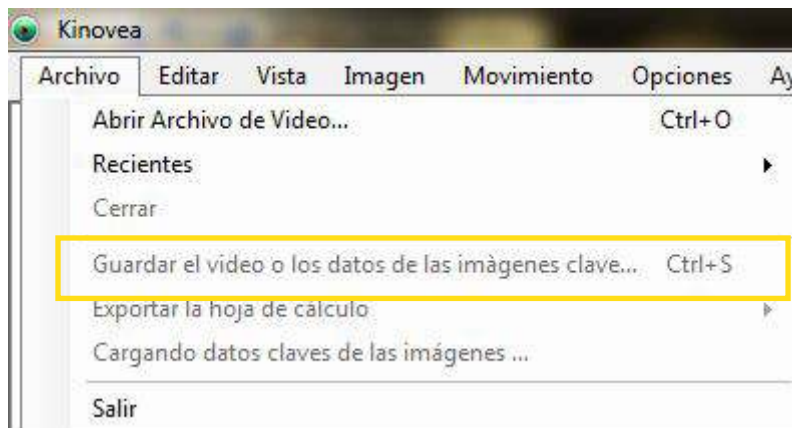 Kinovea
Archivo Editar Vista Imagen Movimiento Opciones Ay
Abrir Archivo de Video... Ctrl+O
Recientes
Cerrar
Guardar el video o los datos de las imàgenes clave... Ctrl+S
Exportar la hoja de cálculo
Cargando datos claves de las imágenes ...
Salir